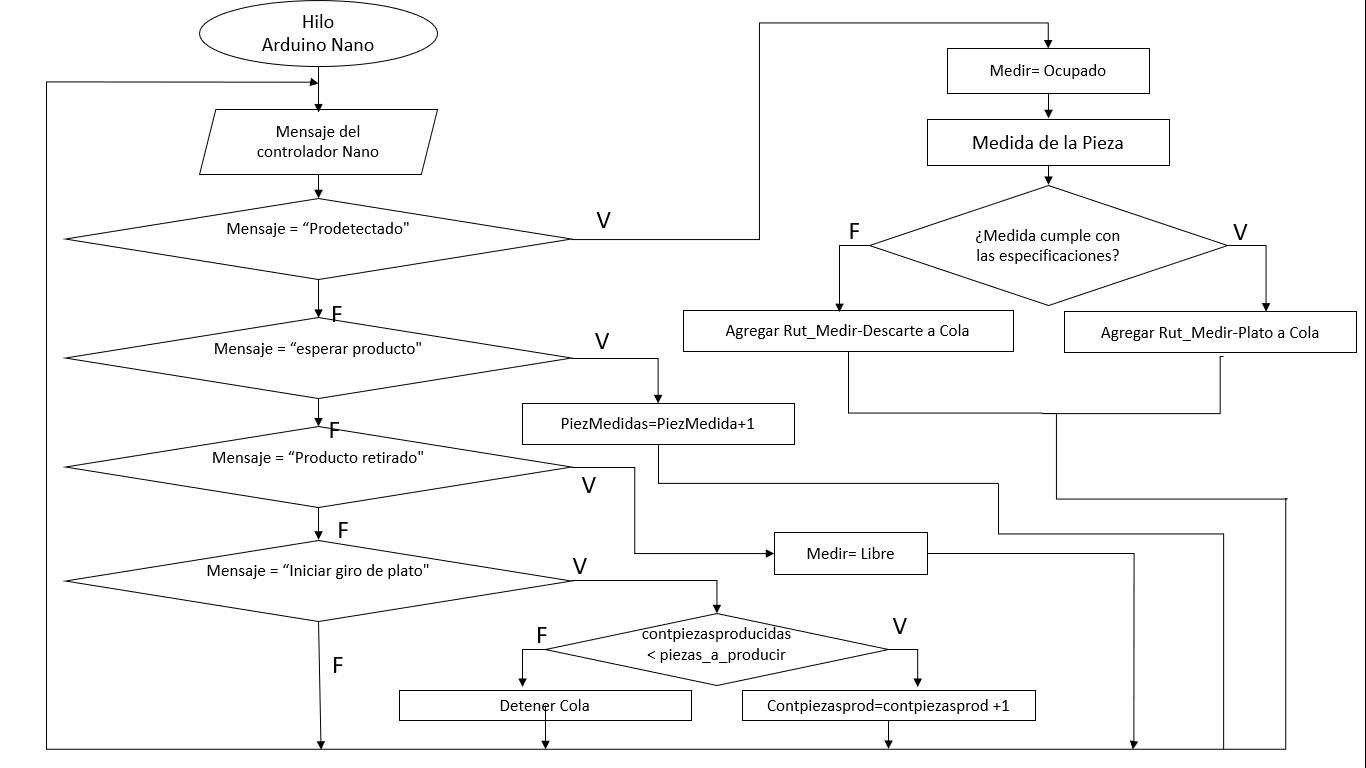 Hilo
Arduino Nano
Medir= Ocupado
Mensaje del
controlador Nano
Medida de la Pieza
Mensaje = “Prodetectado"
V
¿Medida cumple con
las especificaciones?
F
V
F
Agregar Rut_Medir-Descarte a Cola
Agregar Rut_Medir-Plato a Cola
Mensaje = “esperar producto"
V
PiezMedidas=PiezMedida+1
F
Mensaje = “Producto retirado"
V
F
Medir= Libre
Mensaje = “Iniciar giro de plato"
V
contpiezasproducidas
< piezas_a_producir
F
V
F
Detener Cola
Contpiezasprod=contpiezasprod +1